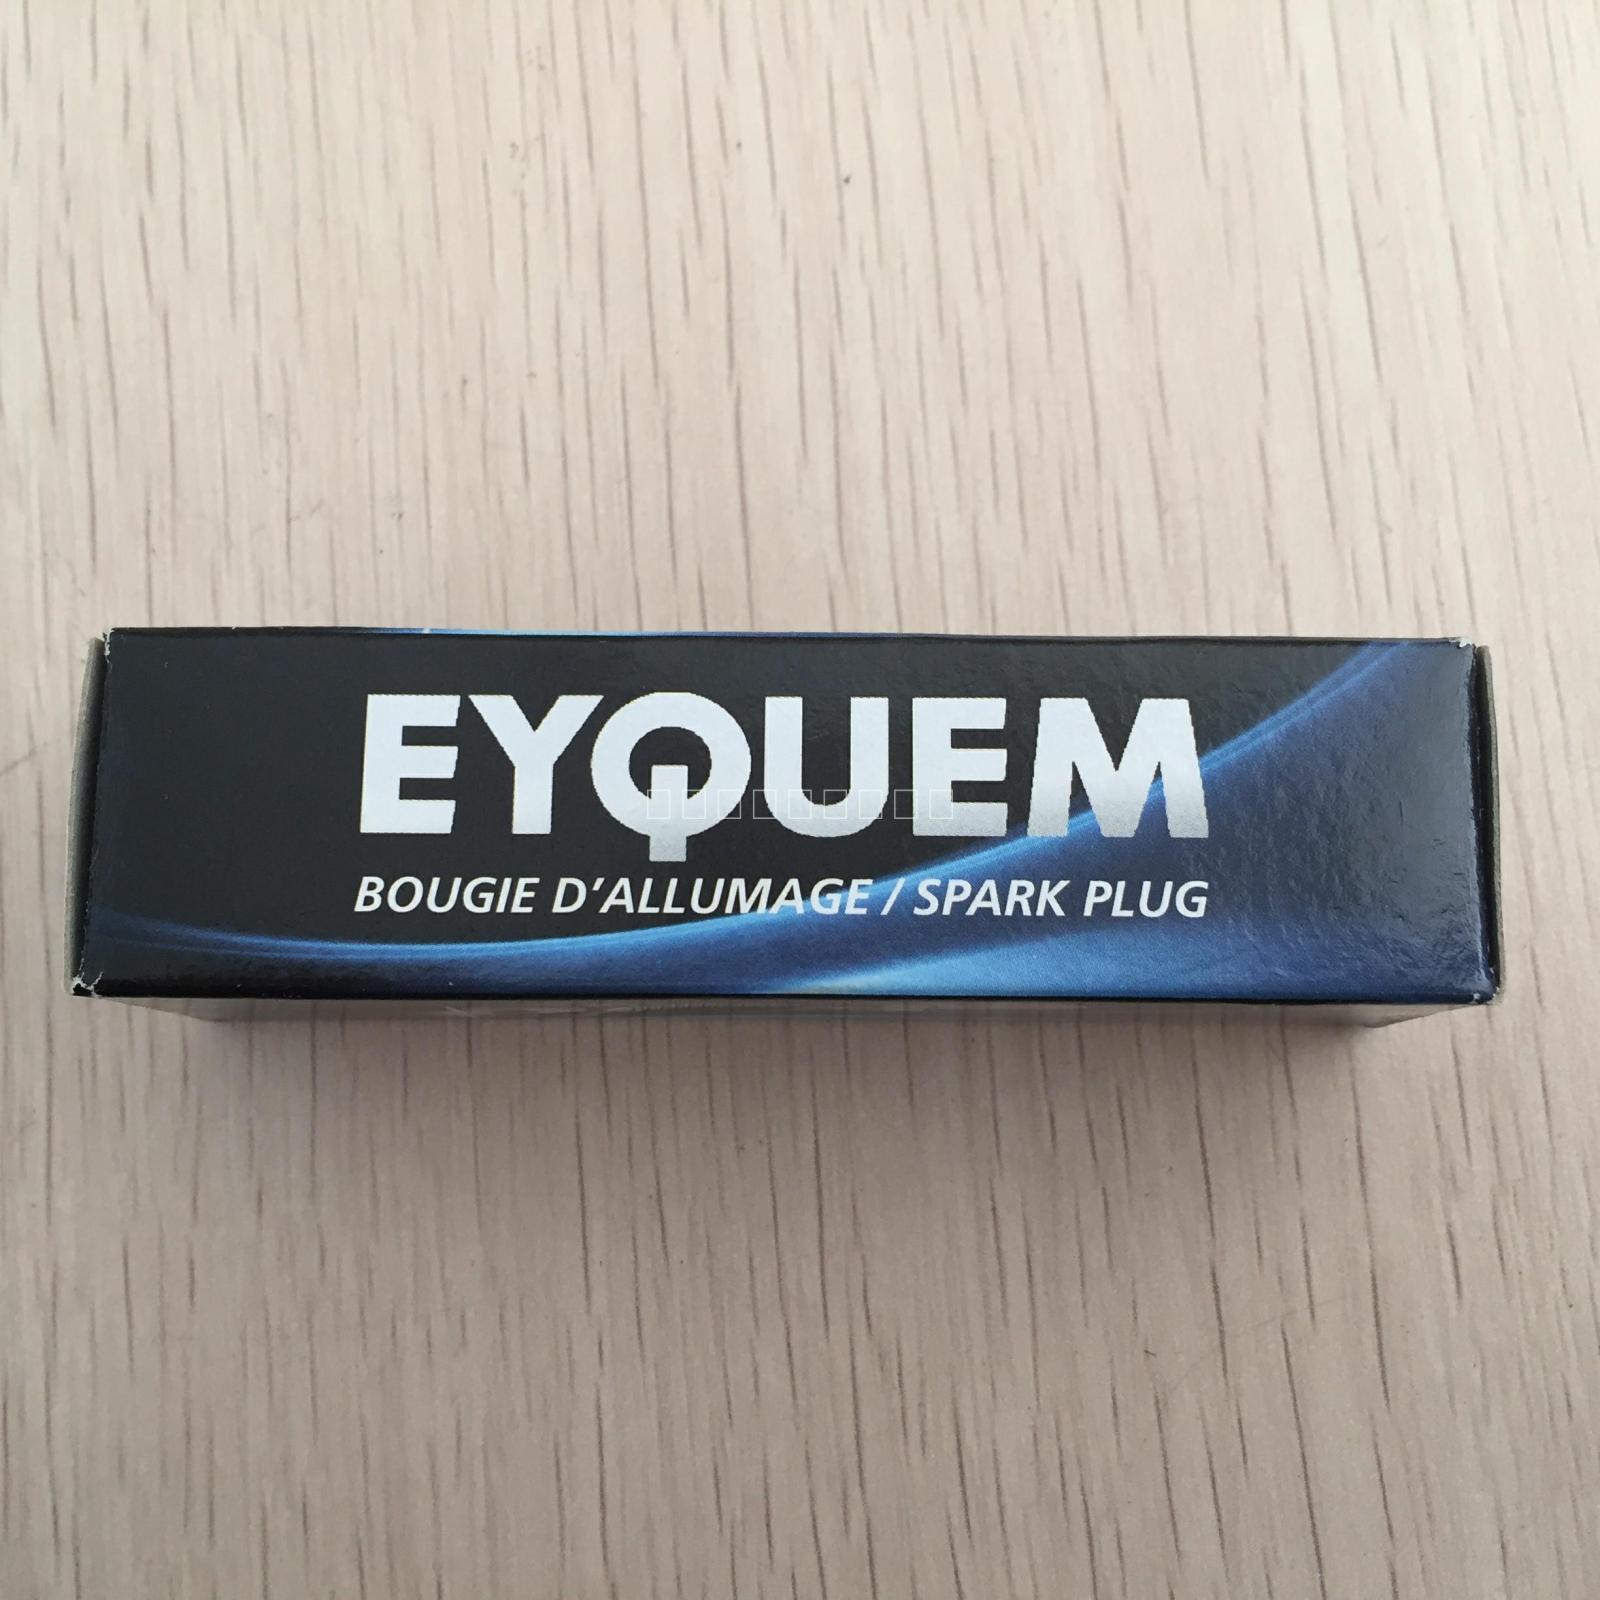 EYQUEM
BOUGIE D'ALLUMAGE / SPARK PLUG